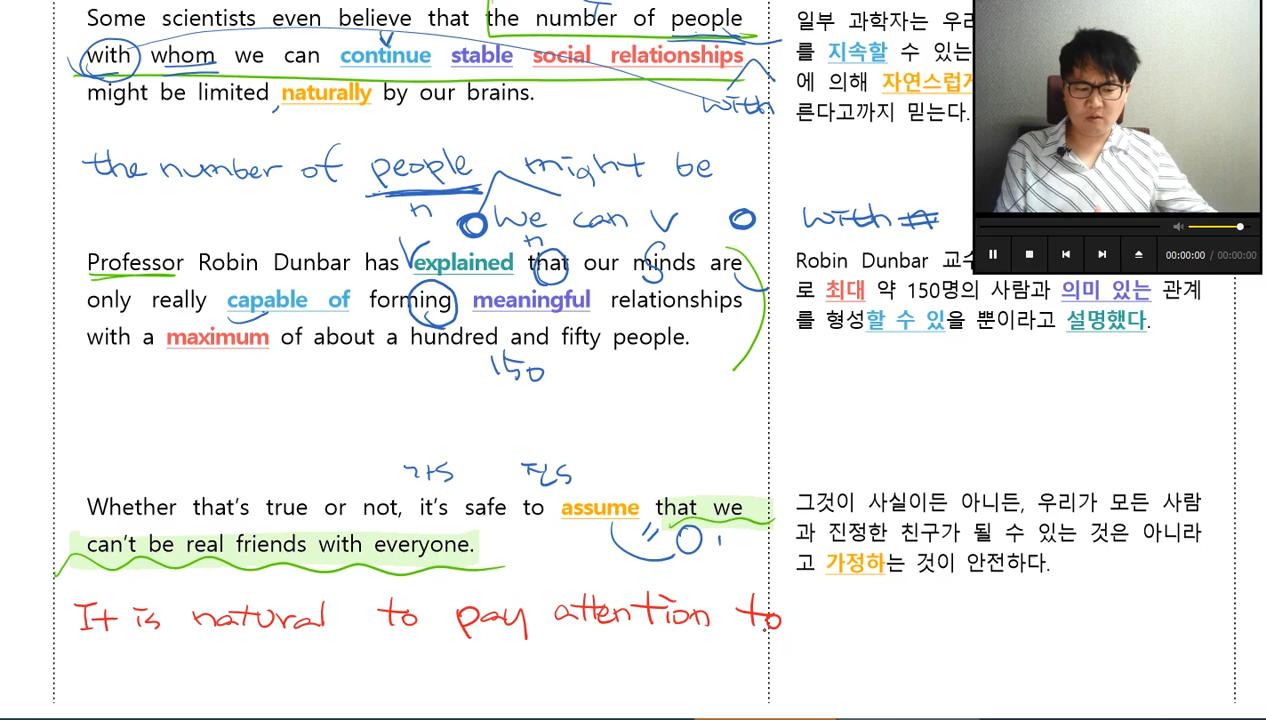 Some scientists even believe that the number of people
with whom we can continue stable social relationships
might be limited naturally by our brains.
with
the number of people might be
n we can v with
n
Professor Robin Dunbar has explained that our minds are
only really capable of forming meaningful relationships
with a maximum of about a hundred and fifty people.
150
가S 진S
Whether that's true or not, it's safe to assume that we
can't be real friends with everyone.
It is natural to pay attention to
일부 과학자는 우리
를 지속할 수 있는
에 의해 자연스럽게
른다고까지 믿는다.
00:00:00 / 00:00:00
Robin Dunbar 교수
로 최대 약 150명의 사람과 의미 있는 관계
를 형성할 수 있을 뿐이라고 설명했다.
그것이 사실이든 아니든, 우리가 모든 사람
과 진정한 친구가 될 수 있는 것은 아니라
고 가정하는 것이 안전하다.